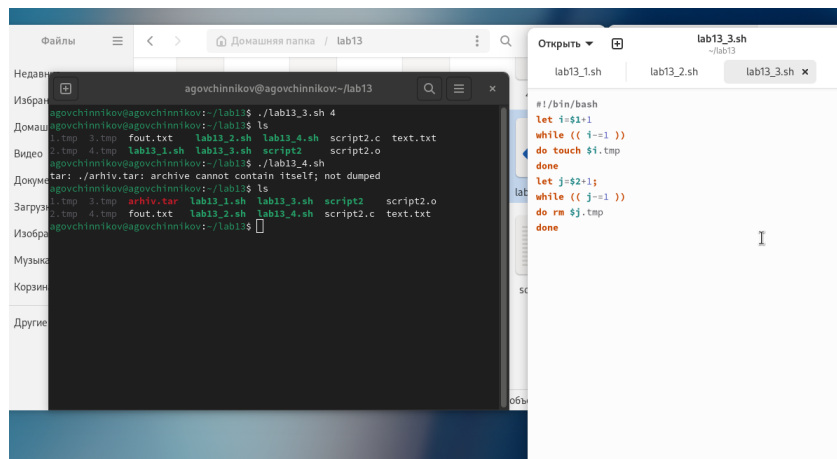 Файлы
Домашняя папка / lab13
Недавн
Избран
Домаш
Видео
Докуме
Загрузк
Изобра
Музыка
Корзин
Другие
agovchinnikov@agovchinnikov:~/lab13
agovchinnikov@agovchinnikov:~/lab13$ ./lab13_3.sh 4
agovchinnikov@agovchinnikov:~/lab13$ ls
1.tmp 3.tmp fout.txt lab13_2.sh lab13_4.sh script2.c text.txt
2.tmp 4.tmp lab13_1.sh lab13_3.sh script2 script2.o
agovchinnikov@agovchinnikov:~/lab13$ ./lab13_4.sh
tar: ./arhiv.tar: archive cannot contain itself; not dumped
agovchinnikov@agovchinnikov:~/lab13$ ls
1.tmp 3.tmp arhiv.tar lab13_1.sh lab13_3.sh script2 script2.o
2.tmp 4.tmp fout.txt lab13_2.sh lab13_4.sh script2.c text.txt
agovchinnikov@agovchinnikov:~/lab13$
lab
sc
объе
Открыть
lab13_3.sh
~/lab13
lab13_1.sh lab13_2.sh lab13_3.sh ×
#!/bin/bash
let i=$1+1
while (( i-=1 ))
do touch $i.tmp
done
let j=$2+1;
while (( j-=1 ))
do rm $j.tmp
done